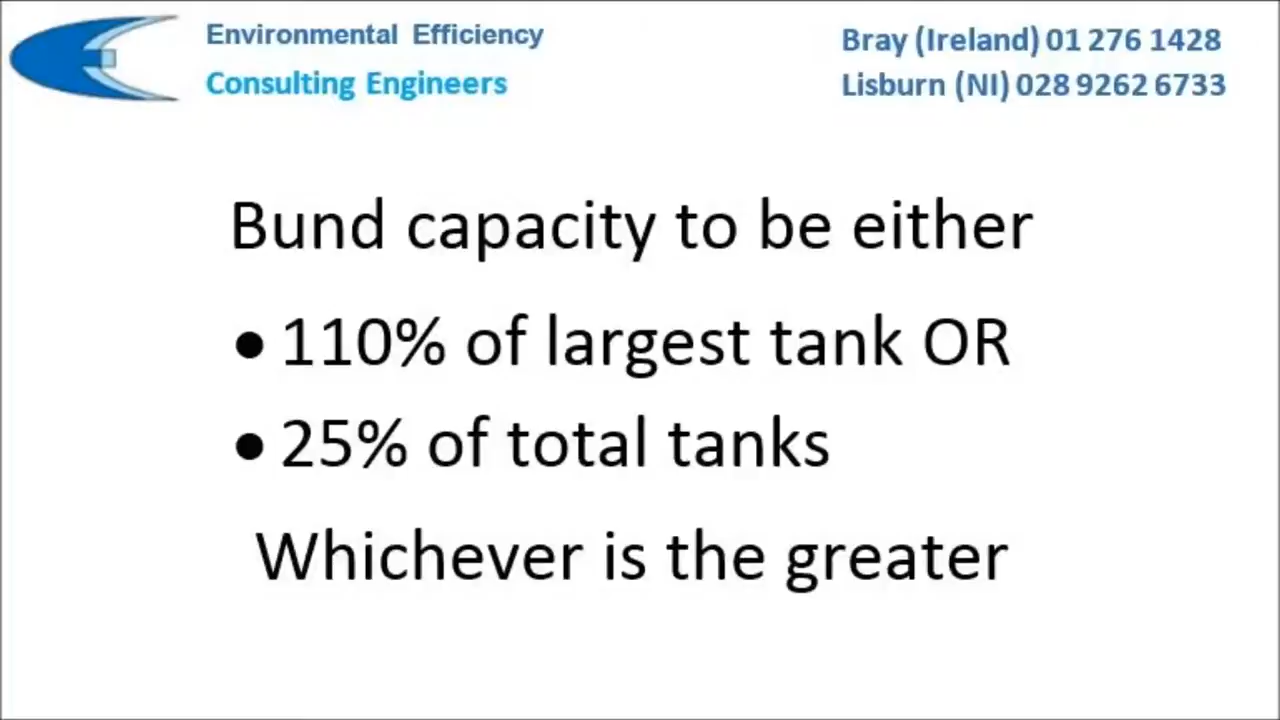 Environmental Efficiency
Consulting Engineers
Bray (Ireland) 01 276 1428
Lisburn (NI) 028 9262 6733
Bund capacity to be either
• 110% of largest tank OR
• 25% of total tanks
Whichever is the greater